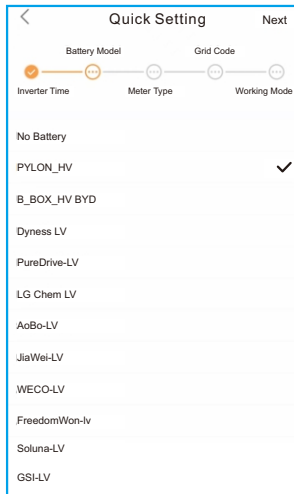 Quick Setting Next
Battery Model Grid Code
Inverter Time Meter Type Working Mode
No Battery
PYLON_HV
B_BOX_HV BYD
Dyness LV
PureDrive-LV
LG Chem LV
AoBo-LV
JiaWei-LV
WECO-LV
FreedomWon-lv
Soluna-LV
GSI-LV